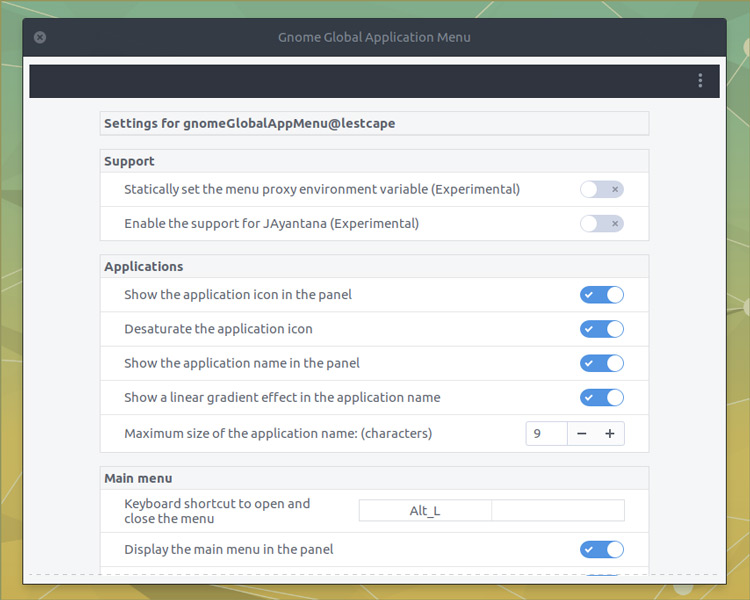 Gnome Global Application Menu
Settings for gnomeGlobalAppMenu@lestcape
Support
Statically set the menu proxy environment variable (Experimental)
Enable the support for JAyantana (Experimental)
Applications
Show the application icon in the panel
Desaturate the application icon
Show the application name in the panel
Show a linear gradient effect in the application name
Maximum size of the application name: (characters)
9
Main menu
Keyboard shortcut to open and
close the menu
Alt_L
Display the main menu in the panel